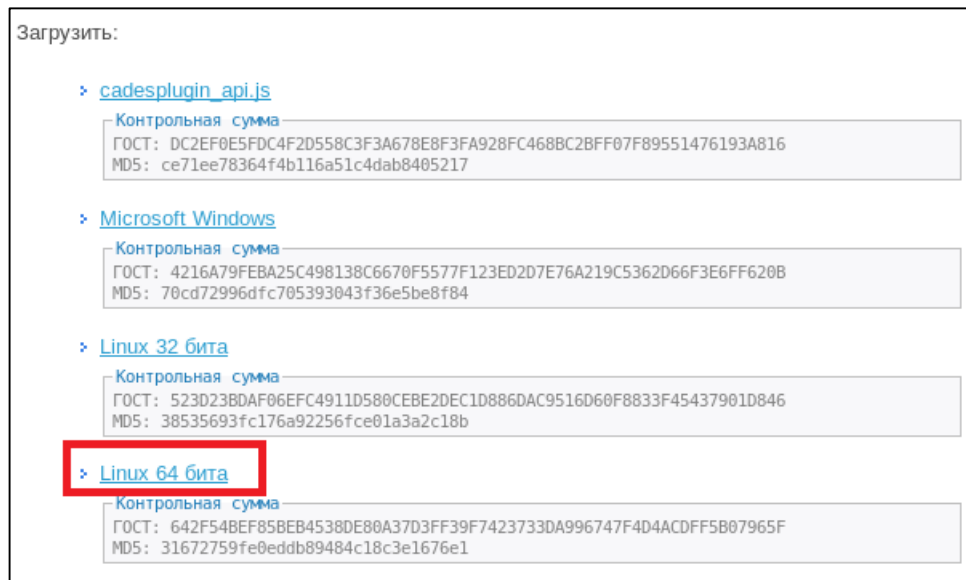 Загрузить:
cadesplugin_api.js
Контрольная сумма
ГОСТ: DC2EF0E5FDC4F2D558C3F3A678E8F3FA928FC468BC2BFF07F89551476193A816
MD5: ce71ee78364f4b116a51c4dab8405217
Microsoft Windows
Контрольная сумма
ГОСТ: 4216A79FEBA25C498138C6670F5577F123ED2D7E76A219C5362D66F3E6FF620B
MD5: 70cd72996dfc705393043f36e5be8f84
Linux 32 бита
Контрольная сумма
ГОСТ: 523D23BDAF06EFC4911D580CEBE2DEC1D886DAC9516D60F8833F45437901D846
MD5: 38535693fc176a92256fce01a3a2c18b
Linux 64 бита
Контрольная сумма
ГОСТ: 642F54BEF85BEB4538DE80A37D3FF39F7423733DA996747F4D4ACDFF5B07965F
MD5: 31672759fe0eddb89484c18c3e1676e1